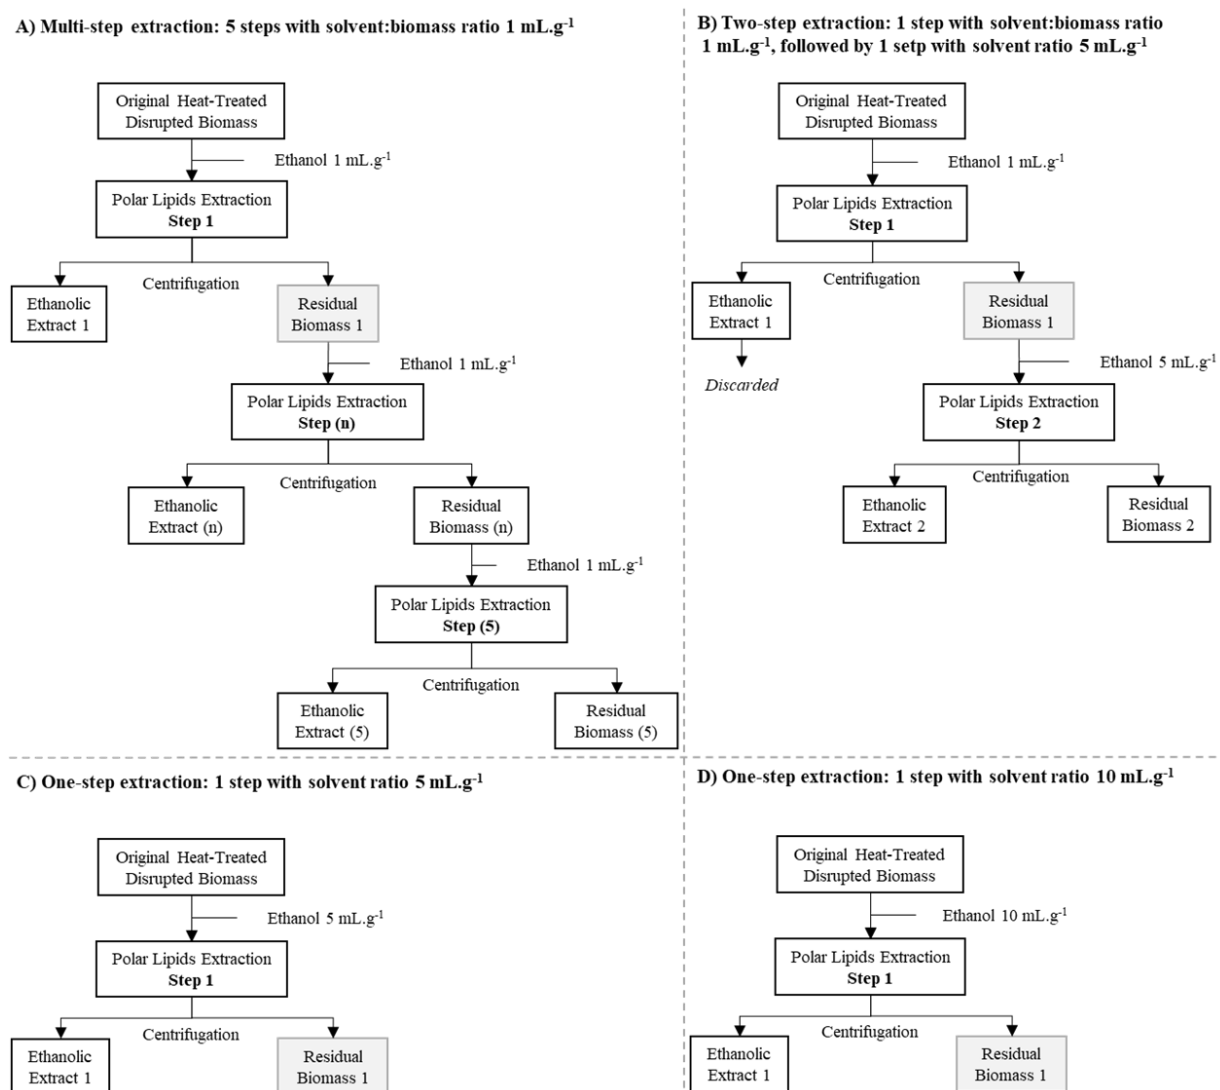 A) Multi-step extraction: 5 steps with solvent:biomass ratio 1 mL.g⁻¹
Original Heat-Treated
Disrupted Biomass
Ethanol 1 mL.g⁻¹
Polar Lipids Extraction
Step 1
Centrifugation
Ethanolic
Extract 1
Residual
Biomass 1
Ethanol 1 mL.g⁻¹
Polar Lipids Extraction
Step (n)
Centrifugation
Ethanolic
Extract (n)
Residual
Biomass (n)
Ethanol 1 mL.g⁻¹
Polar Lipids Extraction
Step (5)
Centrifugation
Ethanolic
Extract (5)
Residual
Biomass (5)
B) Two-step extraction: 1 step with solvent:biomass ratio
1 mL.g⁻¹, followed by 1 setp with solvent ratio 5 mL.g⁻¹
Original Heat-Treated
Disrupted Biomass
Ethanol 1 mL.g⁻¹
Polar Lipids Extraction
Step 1
Centrifugation
Ethanolic
Extract 1
Discarded
Residual
Biomass 1
Ethanol 5 mL.g⁻¹
Polar Lipids Extraction
Step 2
Centrifugation
Ethanolic
Extract 2
Residual
Biomass 2
C) One-step extraction: 1 step with solvent ratio 5 mL.g⁻¹
Original Heat-Treated
Disrupted Biomass
Ethanol 5 mL.g⁻¹
Polar Lipids Extraction
Step 1
Centrifugation
Ethanolic
Extract 1
Residual
Biomass 1
D) One-step extraction: 1 step with solvent ratio 10 mL.g⁻¹
Original Heat-Treated
Disrupted Biomass
Ethanol 10 mL.g⁻¹
Polar Lipids Extraction
Step 1
Centrifugation
Ethanolic
Extract 1
Residual
Biomass 1